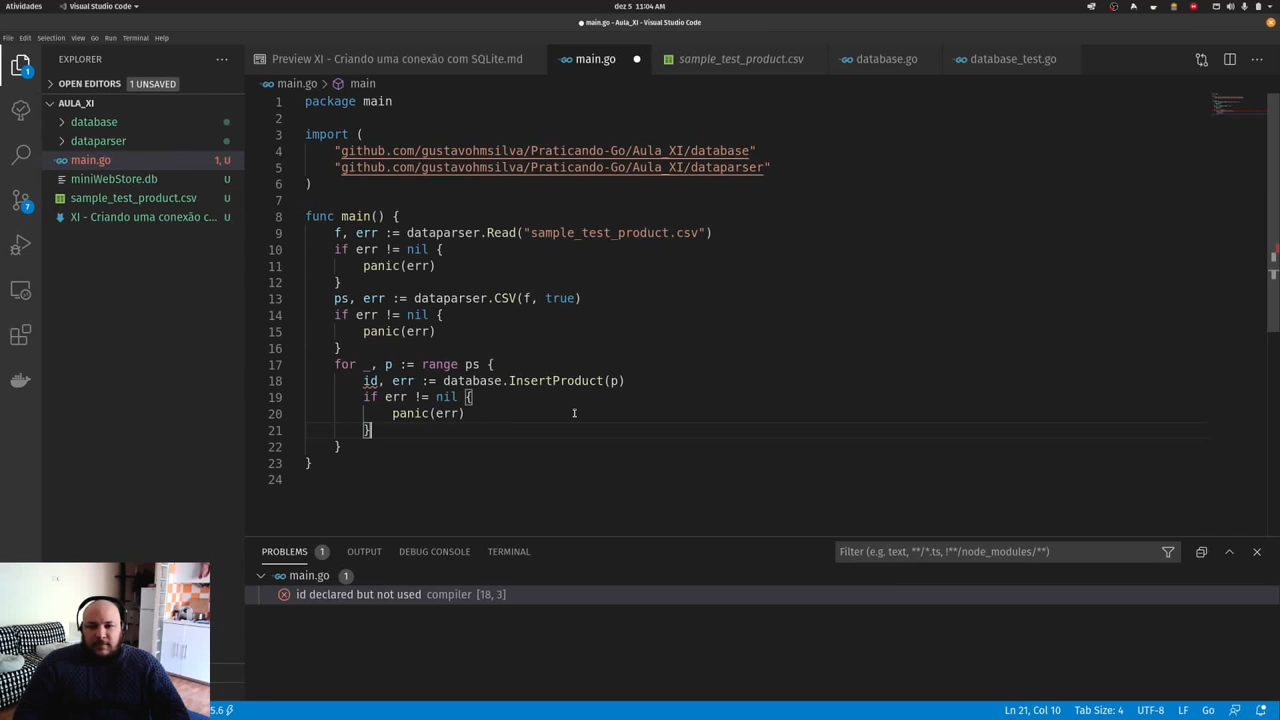 Atividades
Visual Studio Code
dez 5 11:04 AM
● main.go - Aula_XI - Visual Studio Code
File Edit Selection View Go Run Terminal Help
EXPLORER
OPEN EDITORS 1 UNSAVED
AULA_XI
database
dataparser
main.go 1, U
miniWebStore.db U
sample_test_product.csv U
XI - Criando uma conexão c... U
1
7
Preview XI - Criando uma conexão com SQLite.md
main.go
sample_test_product.csv
database.go
database_test.go
main.go > main
1 package main
2
3 import (
4 "github.com/gustavohmsilva/Praticando-Go/Aula_XI/database"
5 "github.com/gustavohmsilva/Praticando-Go/Aula_XI/dataparser"
6 )
7
8 func main() {
9 f, err := dataparser.Read("sample_test_product.csv")
10 if err != nil {
11 panic(err)
12 }
13 ps, err := dataparser.CSV(f, true)
14 if err != nil {
15 panic(err)
16 }
17 for _, p := range ps {
18 id, err := database.InsertProduct(p)
19 if err != nil {
20 panic(err)
21 }
22 }
23 }
24
PROBLEMS 1 OUTPUT DEBUG CONSOLE TERMINAL
Filter (e.g. text, **/*.ts, !**/node_modules/**)
main.go 1
id declared but not used compiler [18, 3]
5.6
Ln 21, Col 10 Tab Size: 4 UTF-8 LF Go